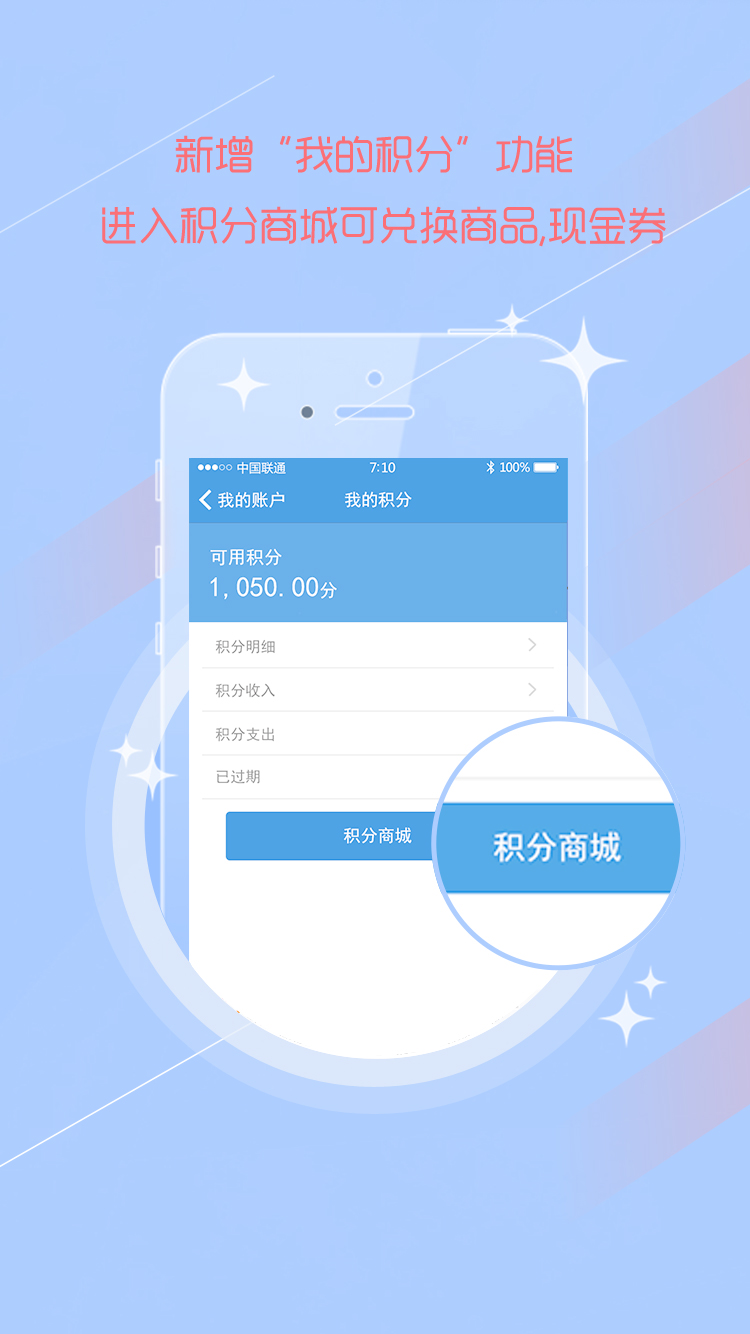 新增“我的积分”功能
进入积分商城可兑换商品,现金券
中国联通 7:10 100%
我的账户 我的积分
可用积分
1,050.00分
积分明细
积分收入
积分支出
已过期
积分商城
积分商城